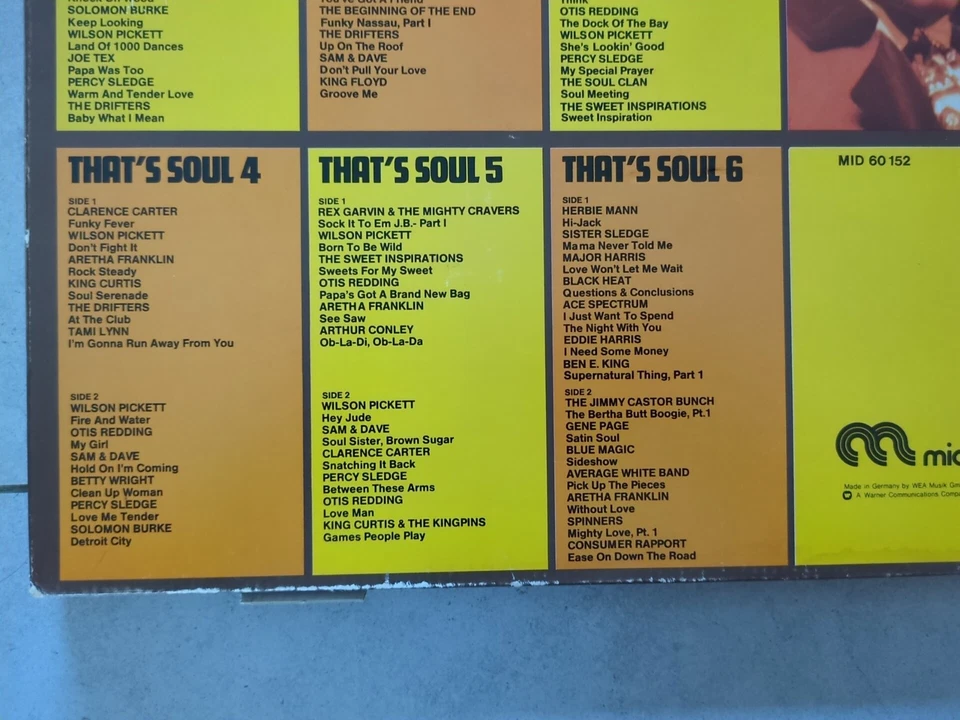 Knock On Wood
SOLOMON BURKE
Keep Looking
WILSON PICKETT
Land Of 1000 Dances
JOE TEX
Papa Was Too
PERCY SLEDGE
Warm And Tender Love
THE DRIFTERS
Baby What I Mean
You've Got A Friend
THE BEGINNING OF THE END
Funky Nassau, Part I
THE DRIFTERS
Up On The Roof
SAM & DAVE
Don't Pull Your Love
KING FLOYD
Groove Me
Think
OTIS REDDING
The Dock Of The Bay
WILSON PICKETT
She's Lookin' Good
PERCY SLEDGE
My Special Prayer
THE SOUL CLAN
Soul Meeting
THE SWEET INSPIRATIONS
Sweet Inspiration
THAT'S SOUL 4
SIDE 1
CLARENCE CARTER
Funky Fever
WILSON PICKETT
Don't Fight It
ARETHA FRANKLIN
Rock Steady
KING CURTIS
Soul Serenade
THE DRIFTERS
At The Club
TAMI LYNN
I'm Gonna Run Away From You
SIDE 2
WILSON PICKETT
Fire And Water
OTIS REDDING
My Girl
SAM & DAVE
Hold On I'm Coming
BETTY WRIGHT
Clean Up Woman
PERCY SLEDGE
Love Me Tender
SOLOMON BURKE
Detroit City
THAT'S SOUL 5
SIDE 1
REX GARVIN & THE MIGHTY CRAVERS
Sock It To Em J.B.- Part I
WILSON PICKETT
Born To Be Wild
THE SWEET INSPIRATIONS
Sweets For My Sweet
OTIS REDDING
Papa's Got A Brand New Bag
ARETHA FRANKLIN
See Saw
ARTHUR CONLEY
Ob-La-Di, Ob-La-Da
SIDE 2
WILSON PICKETT
Hey Jude
SAM & DAVE
Soul Sister, Brown Sugar
CLARENCE CARTER
Snatching It Back
PERCY SLEDGE
Between These Arms
OTIS REDDING
Love Man
KING CURTIS & THE KINGPINS
Games People Play
THAT'S SOUL 6
SIDE 1
HERBIE MANN
Hi-Jack
SISTER SLEDGE
Mama Never Told Me
MAJOR HARRIS
Love Won't Let Me Wait
BLACK HEAT
Questions & Conclusions
ACE SPECTRUM
I Just Want To Spend
The Night With You
EDDIE HARRIS
I Need Some Money
BEN E. KING
Supernatural Thing, Part 1
SIDE 2
THE JIMMY CASTOR BUNCH
The Bertha Butt Boogie, Pt.1
GENE PAGE
Satin Soul
BLUE MAGIC
Sideshow
AVERAGE WHITE BAND
Pick Up The Pieces
ARETHA FRANKLIN
Without Love
SPINNERS
Mighty Love, Pt. 1
CONSUMER RAPPORT
Ease On Down The Road
MID 60 152
mid
Made in Germany by WEA Musik Gm
A Warner Communications Comp